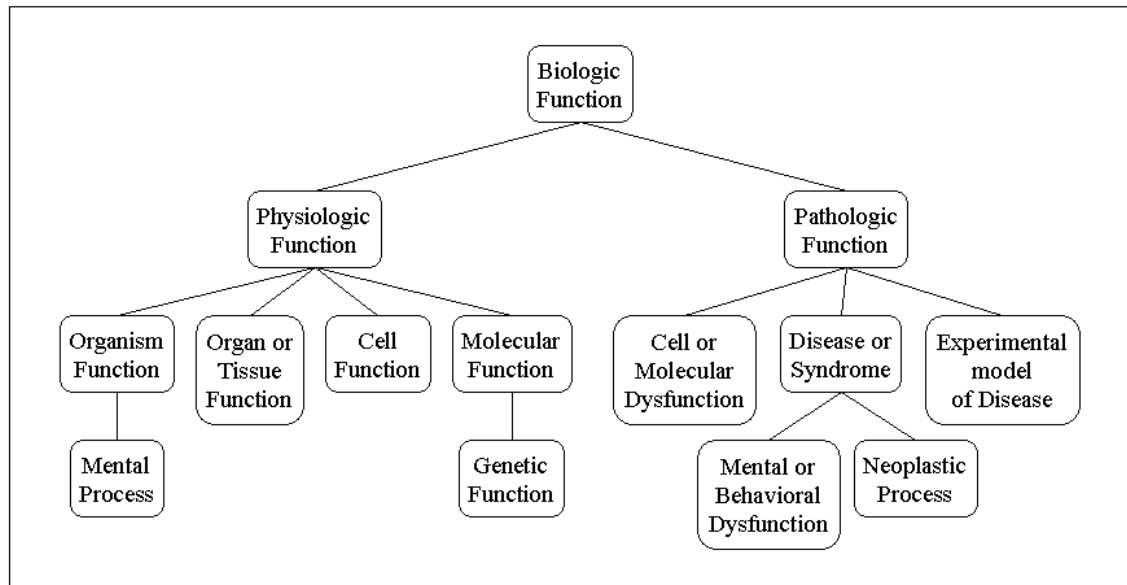 Biologic
Function
Physiologic
Function
Pathologic
Function
Organism
Function
Organ or
Tissue
Function
Cell
Function
Molecular
Function
Cell or
Molecular
Dysfunction
Disease or
Syndrome
Experimental
model
of Disease
Mental
Process
Genetic
Function
Mental or
Behavioral
Dysfunction
Neoplastic
Process